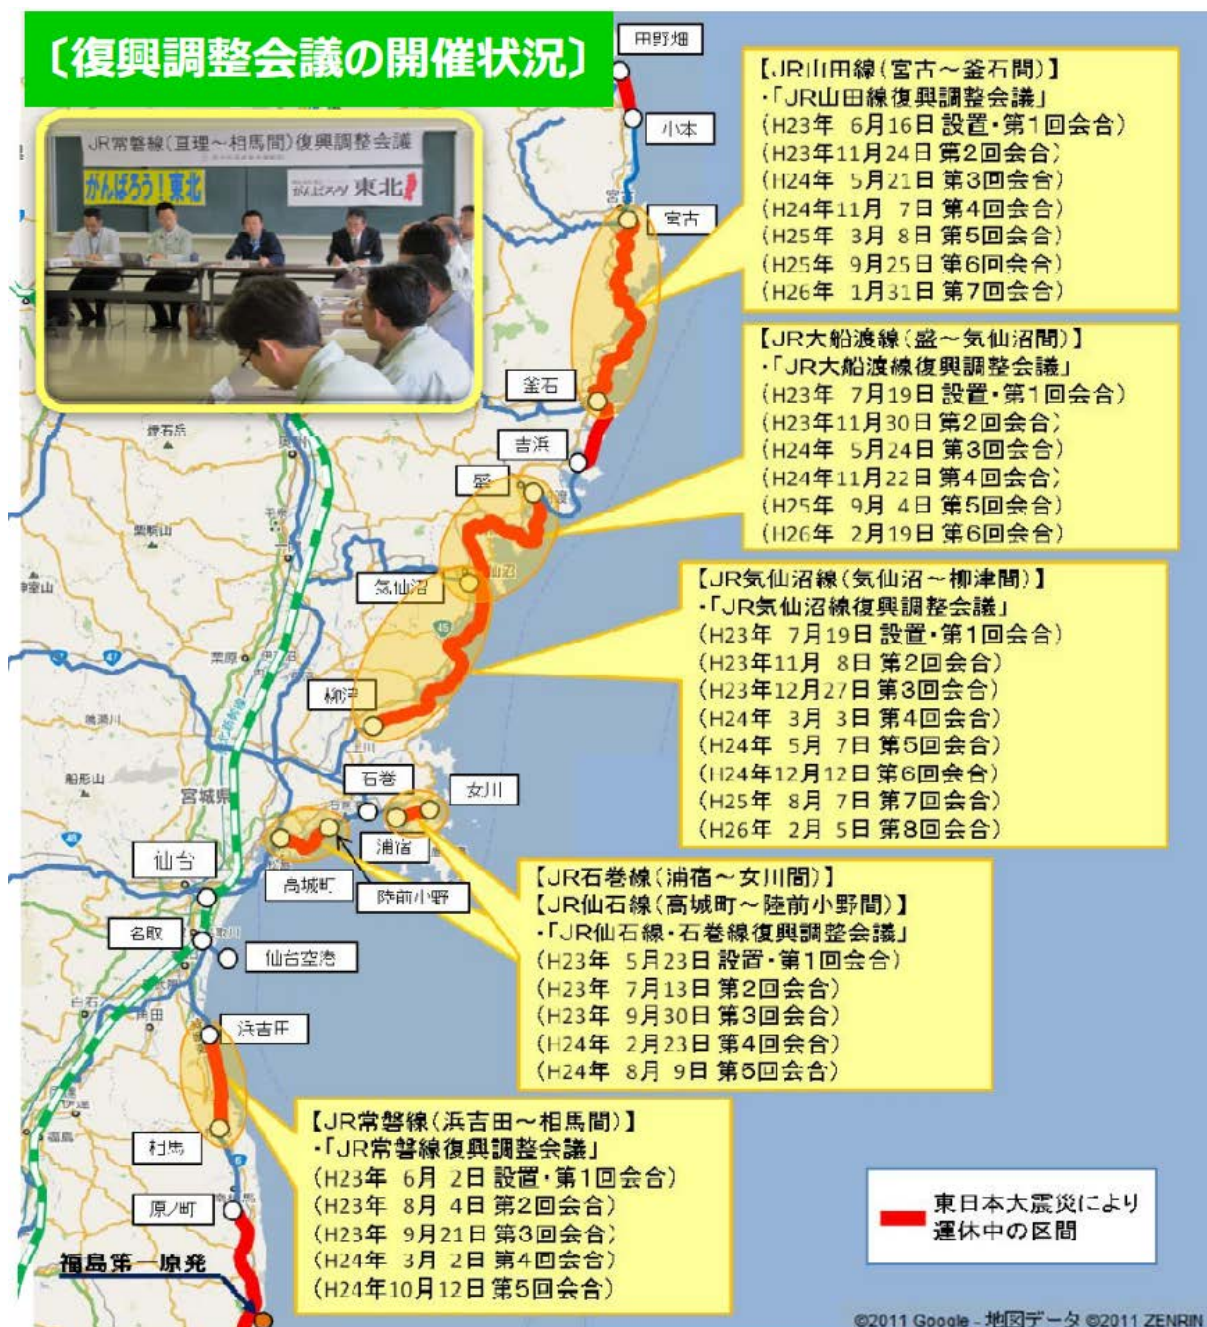 〔復興調整会議の開催状況〕
JR常磐線(亘理～相馬間)復興調整会議
がんばろう！東北
がんばろう！東北
田野畑
小本
宮古
宮古
釜石
吉浜
盛
気仙沼
柳津
石巻
女川
浦宿
高城町
陸前小野
仙台
名取
仙台空港
浜吉田
相馬
原ノ町
福島第一原発
栗駒山
神室山
栗原
鳴瀬川
船形山
宮城県
白石
角田
伊達
福島
45
47
47
48
6
【JR山田線(宮古～釜石間)】
・「JR山田線復興調整会議」
(H23年 6月16日 設置・第1回会合)
(H23年11月24日 第2回会合)
(H24年 5月21日 第3回会合)
(H24年11月 7日 第4回会合)
(H25年 3月 8日 第5回会合)
(H25年 9月25日 第6回会合)
(H26年 1月31日 第7回会合)
【JR大船渡線(盛～気仙沼間)】
・「JR大船渡線復興調整会議」
(H23年 7月19日 設置・第1回会合)
(H23年11月30日 第2回会合)
(H24年 5月24日 第3回会合)
(H24年11月22日 第4回会合)
(H25年 9月 4日 第5回会合)
(H26年 2月19日 第6回会合)
【JR気仙沼線(気仙沼～柳津間)】
・「JR気仙沼線復興調整会議」
(H23年 7月19日 設置・第1回会合)
(H23年11月 8日 第2回会合)
(H23年12月27日 第3回会合)
(H24年 3月 3日 第4回会合)
(H24年 5月 7日 第5回会合)
(H24年12月12日 第6回会合)
(H25年 8月 7日 第7回会合)
(H26年 2月 5日 第8回会合)
【JR石巻線(浦宿～女川間)】
【JR仙石線(高城町～陸前小野間)】
・「JR仙石線・石巻線復興調整会議」
(H23年 5月23日 設置・第1回会合)
(H23年 7月13日 第2回会合)
(H23年 9月30日 第3回会合)
(H24年 2月23日 第4回会合)
(H24年 8月 9日 第5回会合)
【JR常磐線(浜吉田～相馬間)】
・「JR常磐線復興調整会議」
(H23年 6月 2日 設置・第1回会合)
(H23年 8月 4日 第2回会合)
(H23年 9月21日 第3回会合)
(H24年 3月 2日 第4回会合)
(H24年10月12日 第5回会合)
東日本大震災により
運休中の区間
©2011 Google - 地図データ ©2011 ZENRIN